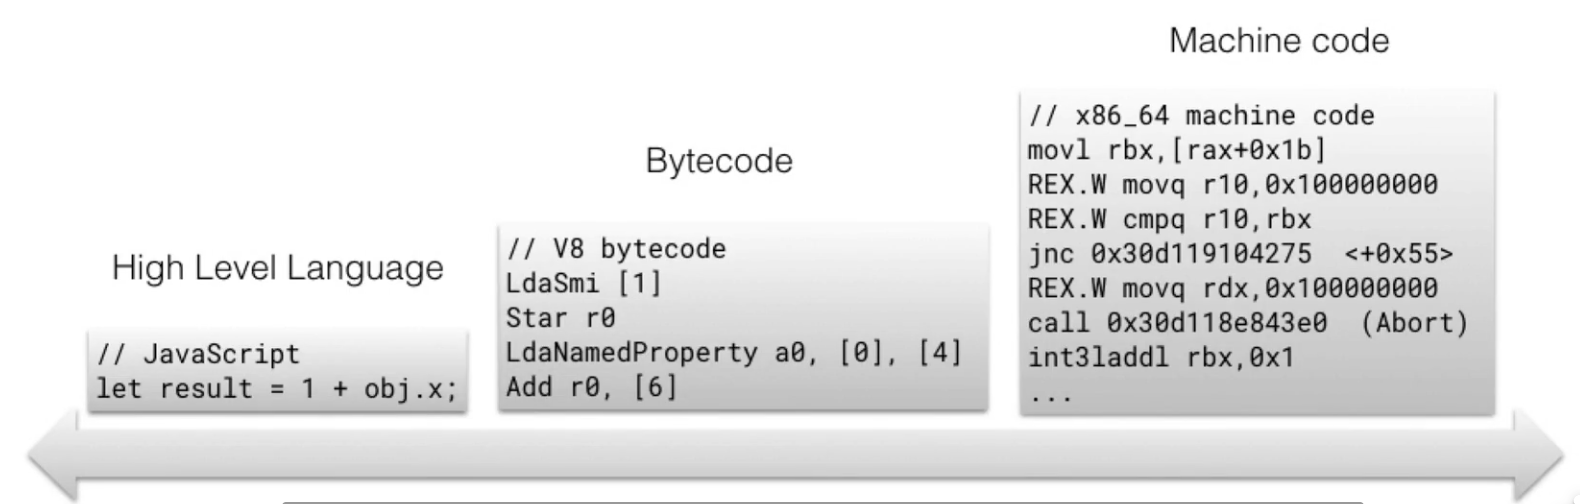 High Level Language
// JavaScript
let result = 1 + obj.x;
Bytecode
// V8 bytecode
LdaSmi [1]
Star r0
LdaNamedProperty a0, [0], [4]
Add r0, [6]
Machine code
// x86_64 machine code
movl rbx,[rax+0x1b]
REX.W movq r10,0x100000000
REX.W cmpq r10,rbx
jnc 0x30d119104275  <+0x55>
REX.W movq rdx,0x100000000
call 0x30d118e843e0  (Abort)
int3laddl rbx,0x1
...